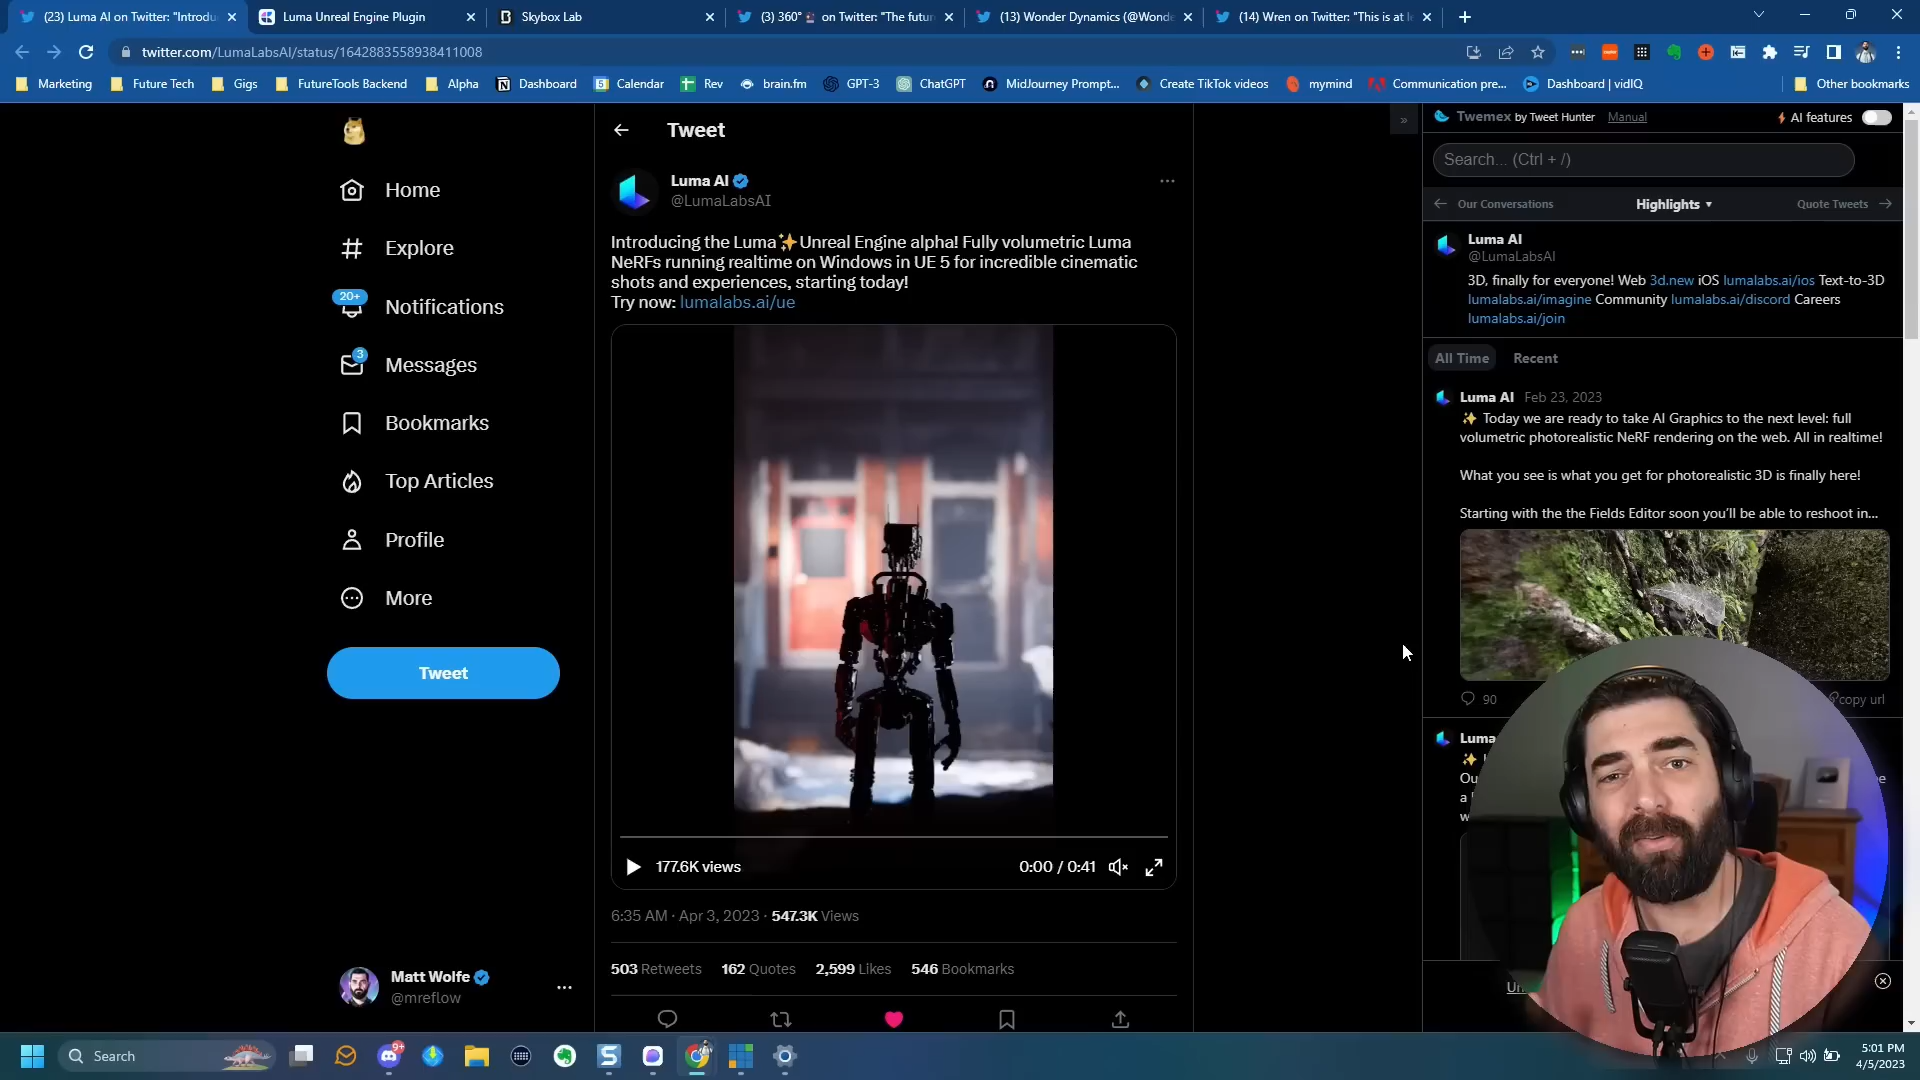 (23) Luma AI on Twitter: "Introdu
Luma Unreal Engine Plugin
Skybox Lab
(3) 360° on Twitter: "The futur
(13) Wonder Dynamics (@Wonde
(14) Wren on Twitter: "This is at l
twitter.com/LumaLabsAI/status/1642883558938411008
Marketing
Future Tech
Gigs
FutureTools Backend
Alpha
Dashboard
Calendar
Rev
brain.fm
GPT-3
ChatGPT
MidJourney Prompt...
Create TikTok videos
mymind
Communication pre...
Dashboard | vidIQ
Other bookmarks
Home
Explore
20+
Notifications
3
Messages
Bookmarks
Top Articles
Profile
More
Tweet
Matt Wolfe
@mreflow
Tweet
Luma AI
@LumaLabsAI
Introducing the Luma✨Unreal Engine alpha! Fully volumetric Luma
NeRFs running realtime on Windows in UE 5 for incredible cinematic
shots and experiences, starting today!
Try now: lumalabs.ai/ue
177.6K views
0:00 / 0:41
6:35 AM · Apr 3, 2023 · 547.3K Views
503 Retweets 162 Quotes 2,599 Likes 546 Bookmarks
Twemex by Tweet Hunter Manual
AI features
Search... (Ctrl + /)
Our Conversations
Highlights
Quote Tweets
Luma AI
@LumaLabsAI
3D, finally for everyone! Web 3d.new iOS lumalabs.ai/ios Text-to-3D
lumalabs.ai/imagine Community lumalabs.ai/discord Careers
lumalabs.ai/join
All Time
Recent
Luma AI Feb 23, 2023
✨ Today we are ready to take AI Graphics to the next level: full
volumetric photorealistic NeRF rendering on the web. All in realtime!
What you see is what you get for photorealistic 3D is finally here!
Starting with the the Fields Editor soon you'll be able to reshoot in...
90
copy url
Luma
Ou
a
w
Un
Search
9+
5:01 PM
4/5/2023